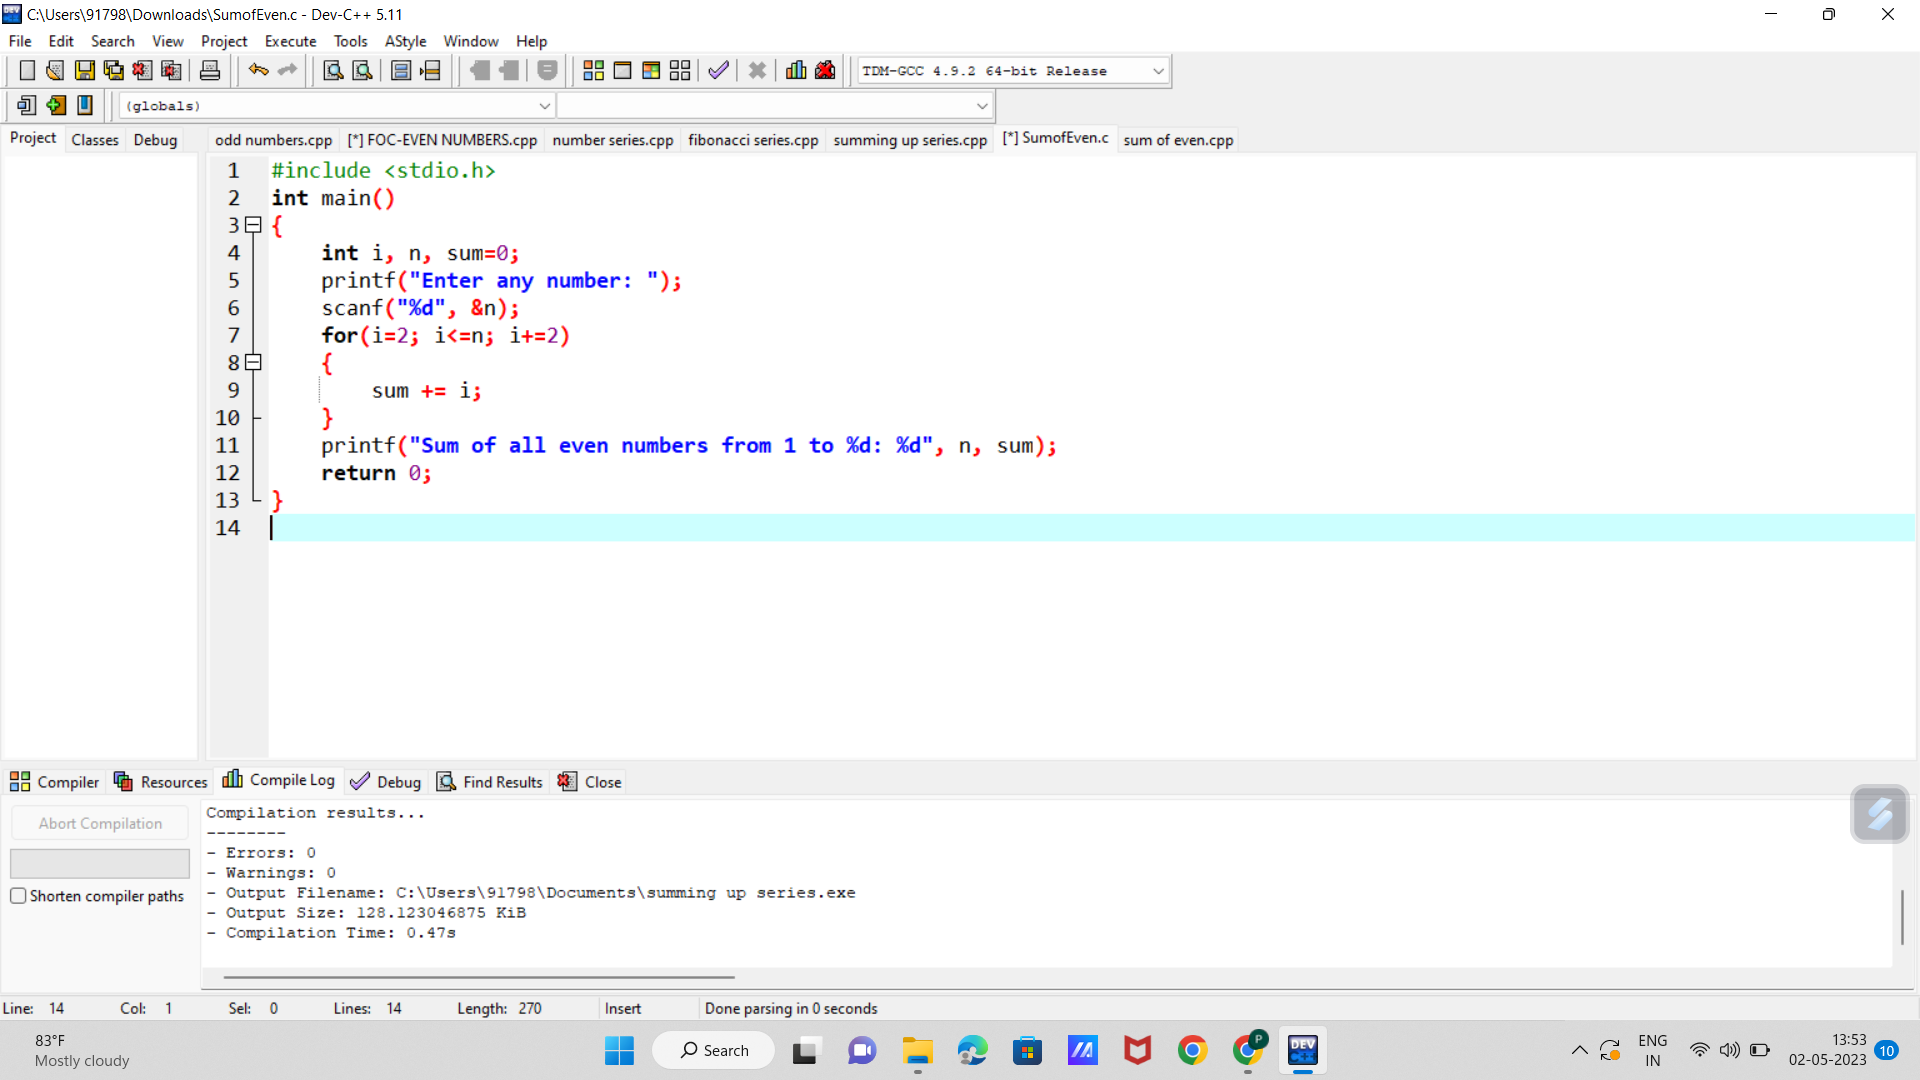 C:\Users\91798\Downloads\SumofEven.c - Dev-C++ 5.11
File Edit Search View Project Execute Tools AStyle Window Help
TDM-GCC 4.9.2 64-bit Release
(globals)
Project Classes Debug
odd numbers.cpp [*] FOC-EVEN NUMBERS.cpp number series.cpp fibonacci series.cpp summing up series.cpp [*] SumofEven.c sum of even.cpp
1 #include <stdio.h>
2 int main()
3 {
4 int i, n, sum=0;
5 printf("Enter any number: ");
6 scanf("%d", &n);
7 for(i=2; i<=n; i+=2)
8 {
9 sum += i;
10 }
11 printf("Sum of all even numbers from 1 to %d: %d", n, sum);
12 return 0;
13 }
14
Compiler Resources Compile Log Debug Find Results Close
Abort Compilation
Shorten compiler paths
Compilation results...
--------
- Errors: 0
- Warnings: 0
- Output Filename: C:\Users\91798\Documents\summing up series.exe
- Output Size: 128.123046875 KiB
- Compilation Time: 0.47s
Line: 14 Col: 1 Sel: 0 Lines: 14 Length: 270 Insert Done parsing in 0 seconds
83°F
Mostly cloudy
Search
P
DEV
C++
ENG
IN
13:53
02-05-2023
10